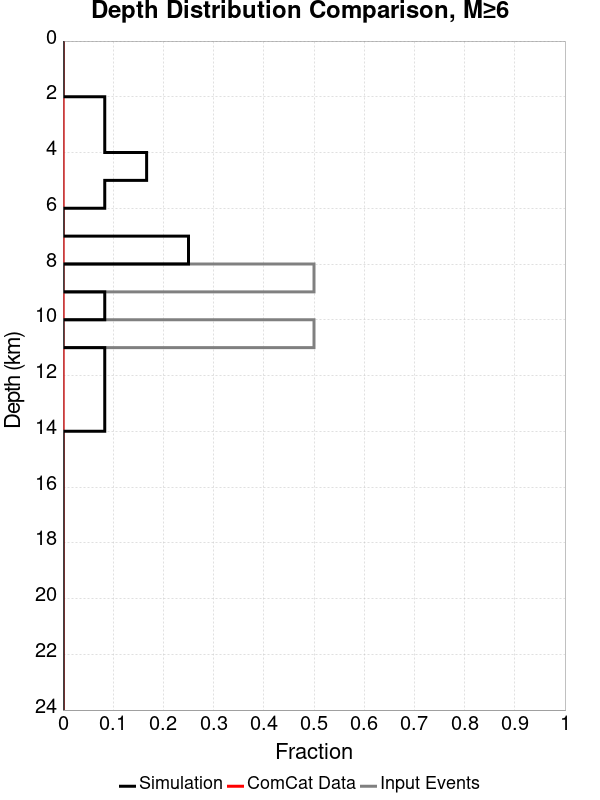 Depth Distribution Comparison, M≥6
0
2
4
6
8
10
12
14
16
18
20
22
24
Depth (km)
0 0.1 0.2 0.3 0.4 0.5 0.6 0.7 0.8 0.9 1
Fraction
Simulation ComCat Data Input Events